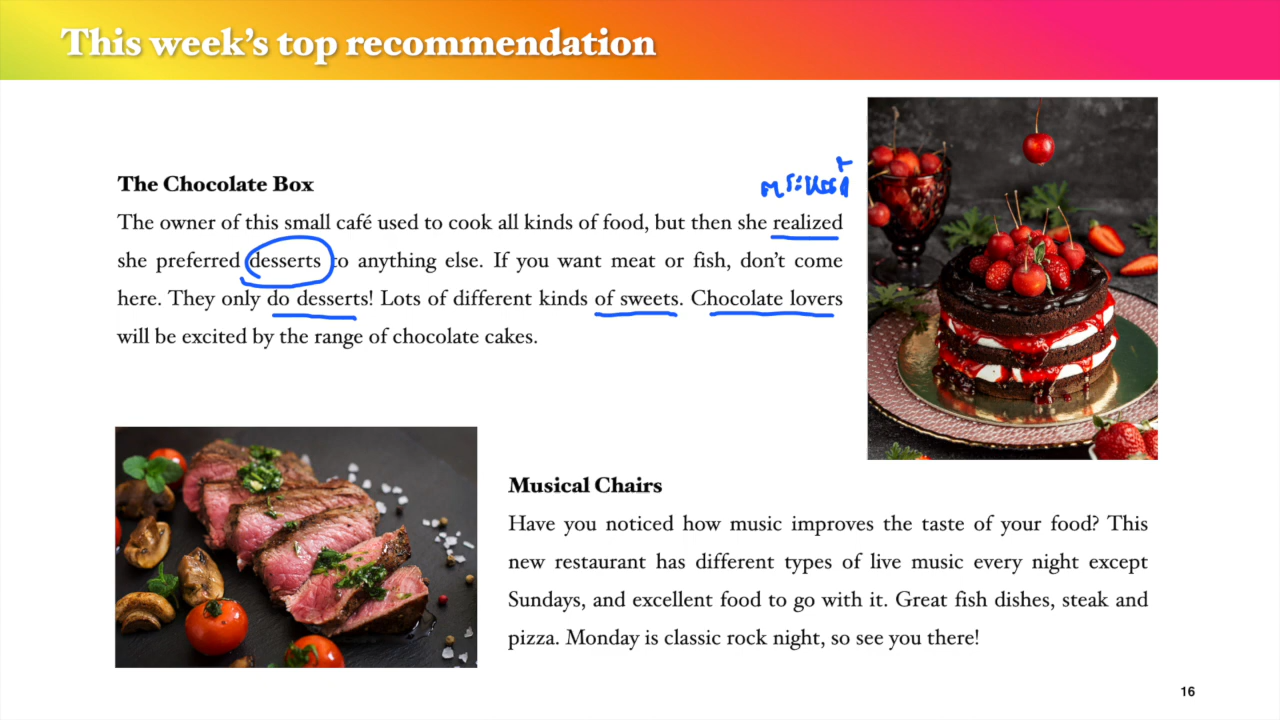 This week's top recommendation
The Chocolate Box
The owner of this small café used to cook all kinds of food, but then she realized
she preferred desserts to anything else. If you want meat or fish, don't come
here. They only do desserts! Lots of different kinds of sweets. Chocolate lovers
will be excited by the range of chocolate cakes.
Musical Chairs
Have you noticed how music improves the taste of your food? This
new restaurant has different types of live music every night except
Sundays, and excellent food to go with it. Great fish dishes, steak and
pizza. Monday is classic rock night, so see you there!
16